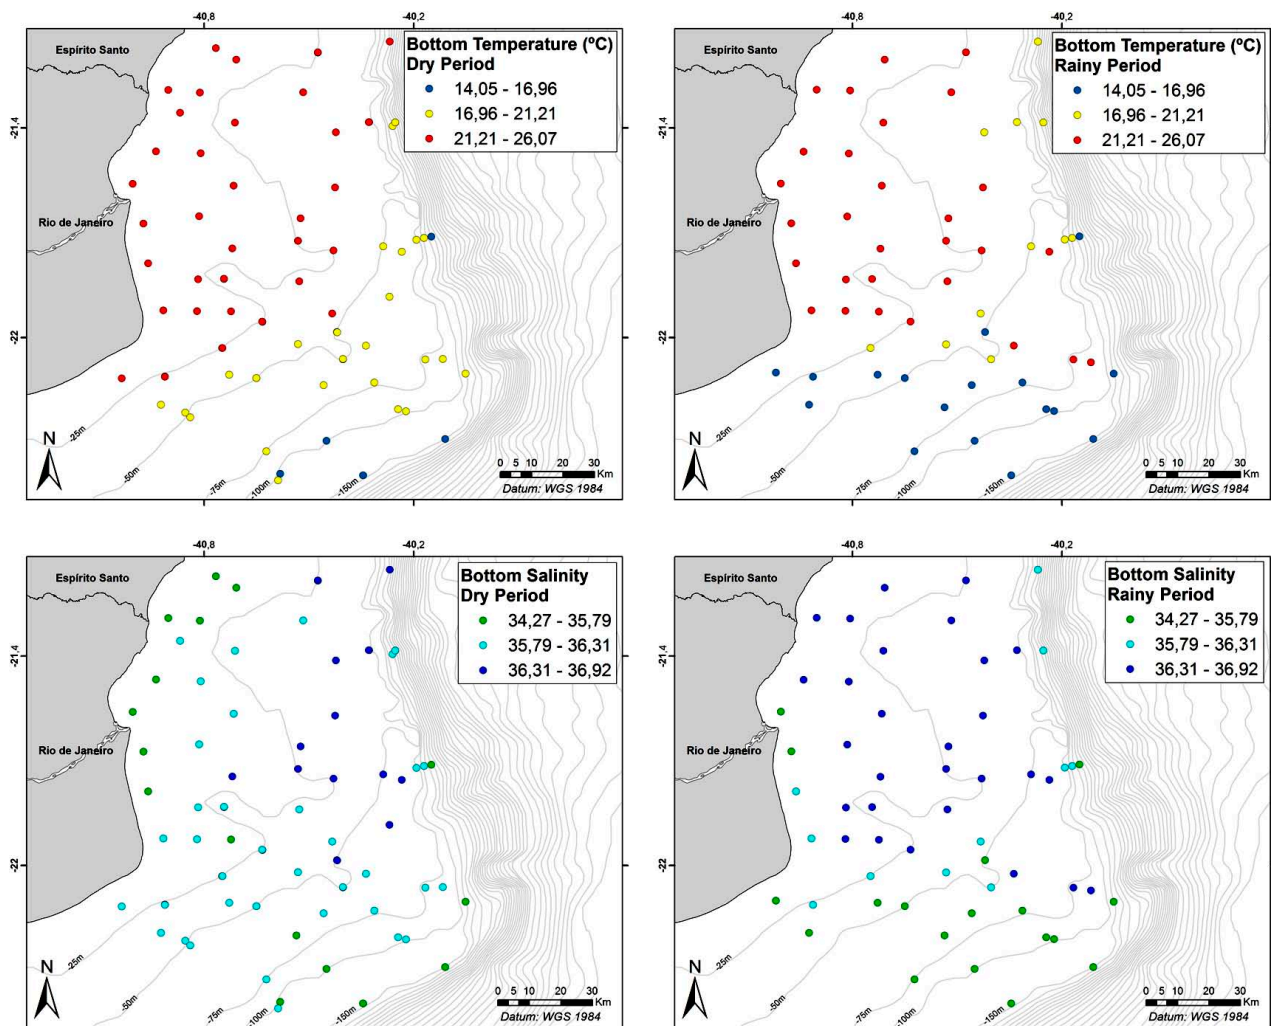 -40,8
-40,2
Espírito Santo
Bottom Temperature (ºC)
Dry Period
14,05 - 16,96
16,96 - 21,21
21,21 - 26,07
-21,4
Rio de Janeiro
-22
-25m
-50m
-75m
-100m
-150m
N
0 5 10 20 30
Km
Datum: WGS 1984
-40,8
-40,2
Espírito Santo
Bottom Temperature (ºC)
Rainy Period
14,05 - 16,96
16,96 - 21,21
21,21 - 26,07
-21,4
Rio de Janeiro
-22
-25m
-50m
-75m
-100m
-150m
N
0 5 10 20 30
Km
Datum: WGS 1984
-40,8
-40,2
Espírito Santo
Bottom Salinity
Dry Period
34,27 - 35,79
35,79 - 36,31
36,31 - 36,92
-21,4
Rio de Janeiro
-22
-25m
-50m
-75m
-100m
-150m
N
0 5 10 20 30
Km
Datum: WGS 1984
-40,8
-40,2
Espírito Santo
Bottom Salinity
Rainy Period
34,27 - 35,79
35,79 - 36,31
36,31 - 36,92
-21,4
Rio de Janeiro
-22
-25m
-50m
-75m
-100m
-150m
N
0 5 10 20 30
Km
Datum: WGS 1984